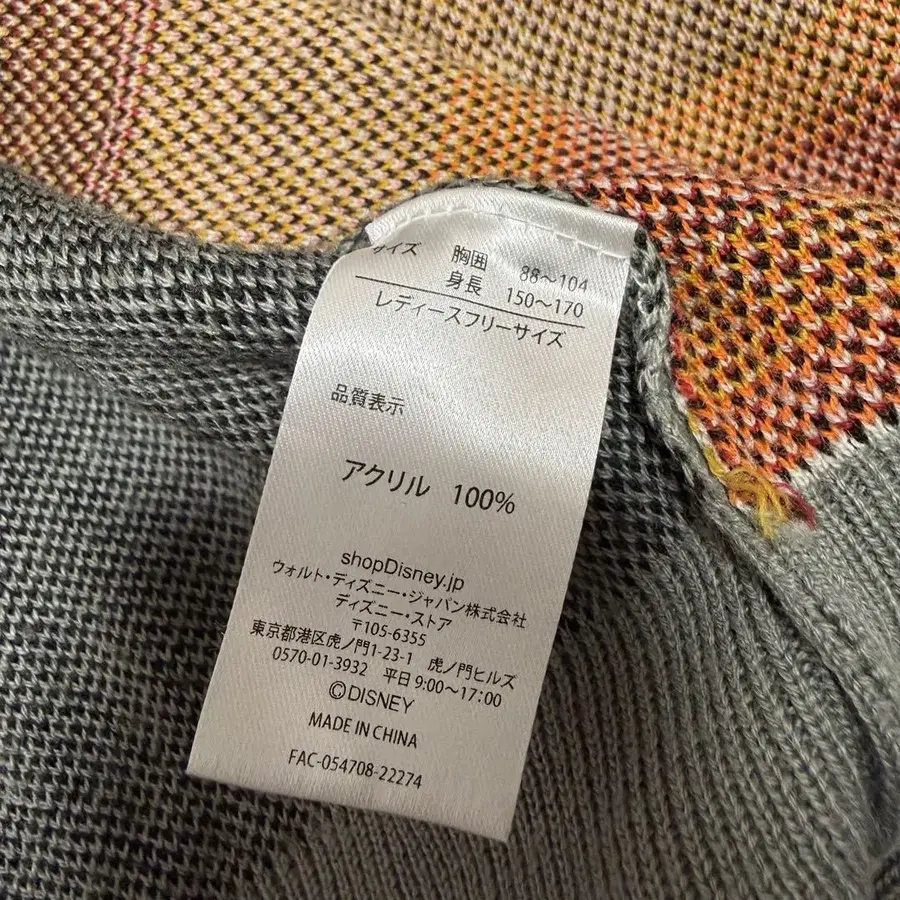 サイズ 胸囲 88～104
身長 150～170
レディースフリーサイズ
品質表示
アクリル 100%
shopDisney.jp
ウォルト・ディズニー・ジャパン株式会社
ディズニー・ストア
〒105-6355
東京都港区虎ノ門1-23-1 虎ノ門ヒルズ
0570-01-3932 平日 9:00～17:00
©DISNEY
MADE IN CHINA
FAC-054708-22274